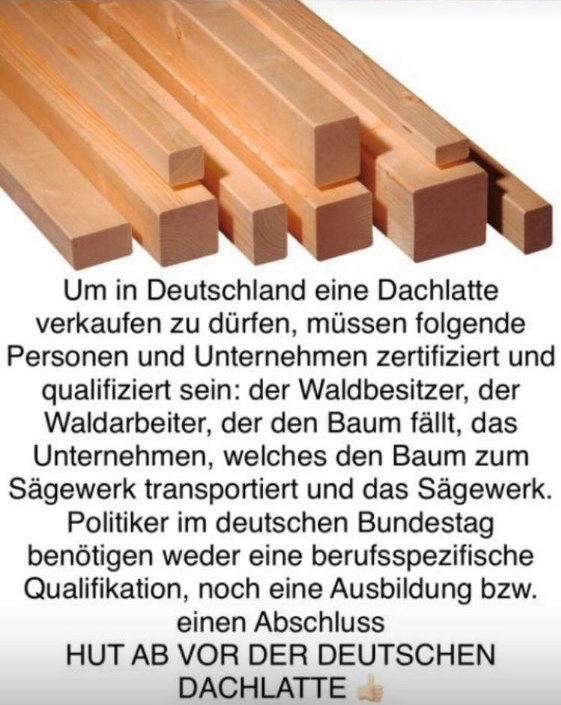 Um in Deutschland eine Dachlatte
verkaufen zu dürfen, müssen folgende
Personen und Unternehmen zertifiziert und
qualifiziert sein: der Waldbesitzer, der
Waldarbeiter, der den Baum fällt, das
Unternehmen, welches den Baum zum
Sägewerk transportiert und das Sägewerk.
Politiker im deutschen Bundestag
benötigen weder eine berufsspezifische
Qualifikation, noch eine Ausbildung bzw.
einen Abschluss
HUT AB VOR DER DEUTSCHEN
DACHLATTE 👍🏼